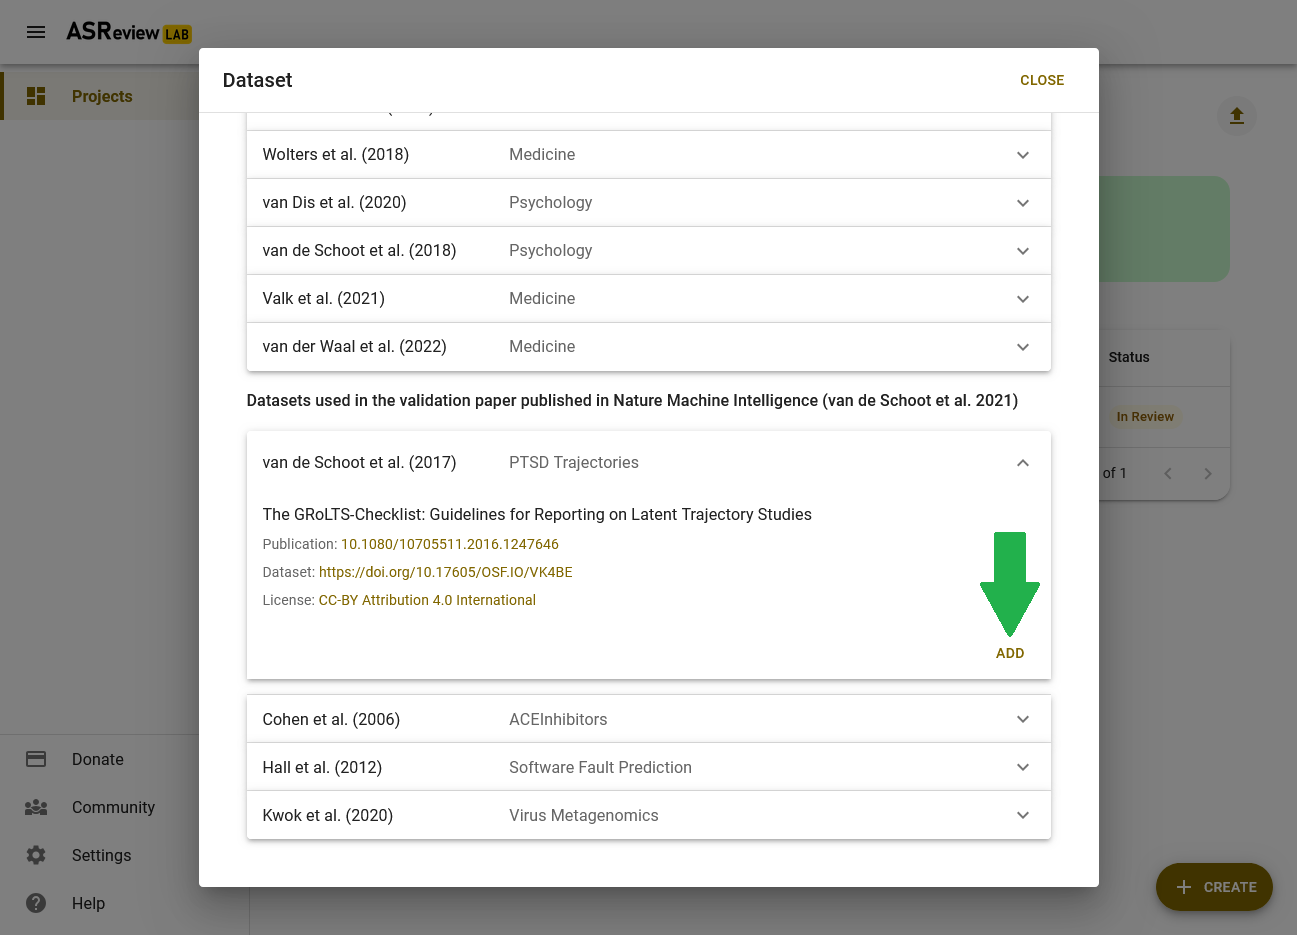 ASReview LAB
Projects
Dataset
CLOSE
Wolters et al. (2018) Medicine
van Dis et al. (2020) Psychology
van de Schoot et al. (2018) Psychology
Valk et al. (2021) Medicine
van der Waal et al. (2022) Medicine
Status
In Review
of 1
Datasets used in the validation paper published in Nature Machine Intelligence (van de Schoot et al. 2021)
van de Schoot et al. (2017) PTSD Trajectories
The GRoLTS-Checklist: Guidelines for Reporting on Latent Trajectory Studies
Publication: 10.1080/10705511.2016.1247646
Dataset: https://doi.org/10.17605/OSF.IO/VK4BE
License: CC-BY Attribution 4.0 International
ADD
Cohen et al. (2006) ACEInhibitors
Hall et al. (2012) Software Fault Prediction
Kwok et al. (2020) Virus Metagenomics
Donate
Community
Settings
Help
CREATE